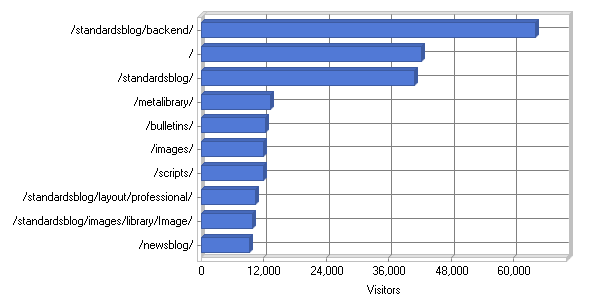 /standardsblog/backend/
/
/standardsblog/
/metalibrary/
/bulletins/
/images/
/scripts/
/standardsblog/layout/professional/
/standardsblog/images/library/Image/
/newsblog/
0 12,000 24,000 36,000 48,000 60,000
Visitors